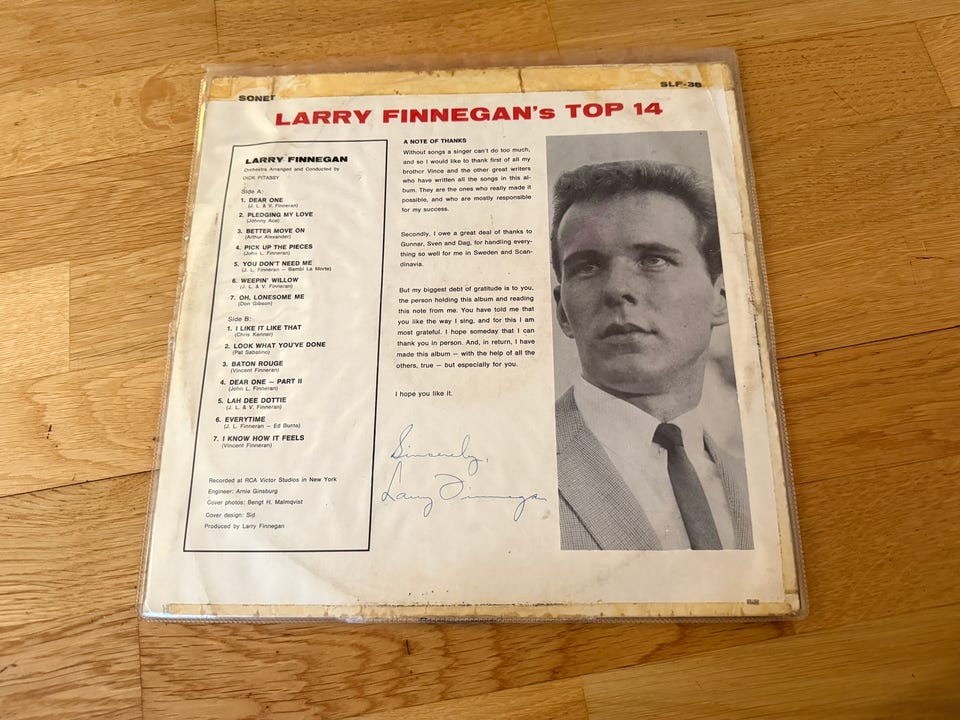 SONET
SLP-36
LARRY FINNEGAN's TOP 14
LARRY FINNEGAN
Orchestra Arranged and Conducted by
DICK PITASSY
Side A:
1. DEAR ONE
(J. L. & V. Finneran)
2. PLEDGING MY LOVE
(Johnny Ace)
3. BETTER MOVE ON
(Arthur Alexander)
4. PICK UP THE PIECES
(John L. Finneran)
5. YOU DON'T NEED ME
(J. L. Finneran — Bambi La Morte)
6. WEEPIN' WILLOW
(J. L. & V. Finneran)
7. OH, LONESOME ME
(Don Gibson)
Side B:
1. I LIKE IT LIKE THAT
(Chris Kenner)
2. LOOK WHAT YOU'VE DONE
(Pat Sabatino)
3. BATON ROUGE
(Vincent Finneran)
4. DEAR ONE — PART II
(John L. Finneran)
5. LAH DEE DOTTIE
(J. L. & V. Finneran)
6. EVERYTIME
(J. L. Finneran — Ed Burns)
7. I KNOW HOW IT FEELS
(Vincent Finneran)
Recorded at RCA Victor Studios in New York
Engineer: Arnie Ginsburg
Cover photos: Bengt H. Malmqvist
Cover design: Sid
Produced by Larry Finnegan
A NOTE OF THANKS
Without songs a singer can't do too much,
and so I would like to thank first of all my
brother Vince and the other great writers
who have written all the songs in this al-
bum. They are the ones who really made it
possible, and who are mostly responsible
for my success.
Secondly, I owe a great deal of thanks to
Gunnar, Sven and Dag, for handling every-
thing so well for me in Sweden and Scan-
dinavia.
But my biggest debt of gratitude is to you,
the person holding this album and reading
this note from me. You have told me that
you like the way I sing, and for this I am
most grateful. I hope someday that I can
thank you in person. And, in return, I have
made this album — with the help of all the
others, true — but especially for you.
I hope you like it.
Sincerely,
Larry Finnegan